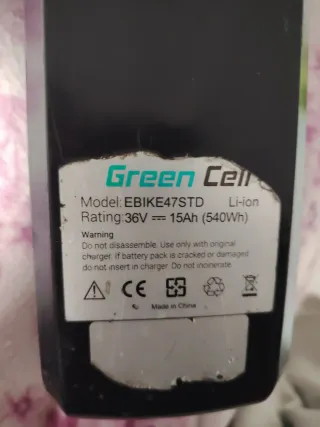 Green Cell
Model: EBIKE47STD Li-ion
Rating: 36V ⎓ 15Ah (540Wh)
Warning
Do not disassemble. Use only with original
charger. If battery pack is cracked or damaged
do not insert in charger. Do not incinerate.
CE
Made in China